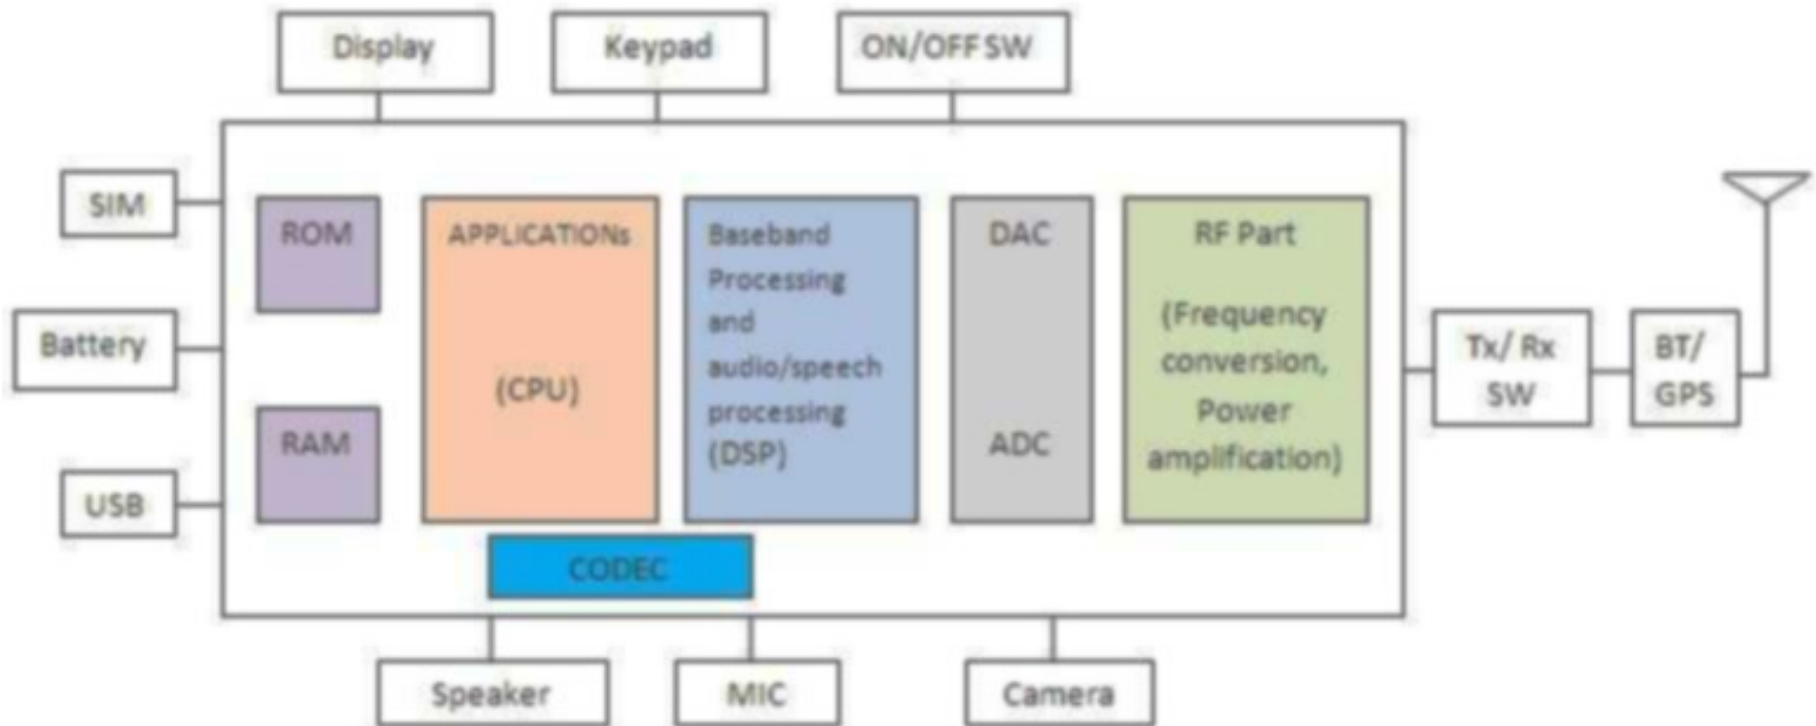 Display
Keypad
ON/OFF SW
SIM
Battery
USB
ROM
RAM
APPLICATIONs
(CPU)
Baseband
Processing
and
audio/speech
processing
(DSP)
DAC
ADC
RF Part
(Frequency
conversion,
Power
amplification)
CODEC
Tx/ Rx
SW
BT/
GPS
Speaker
MIC
Camera